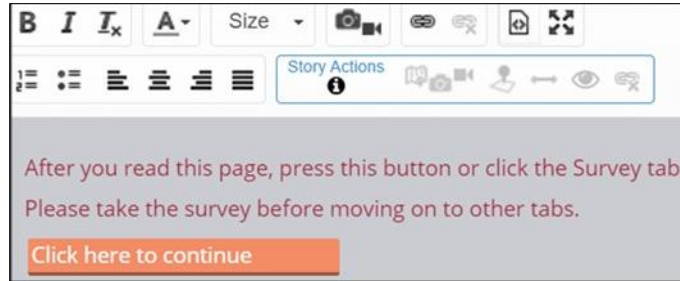 B I Tx A Size
Story Actions
After you read this page, press this button or click the Survey tab
Please take the survey before moving on to other tabs.
Click here to continue